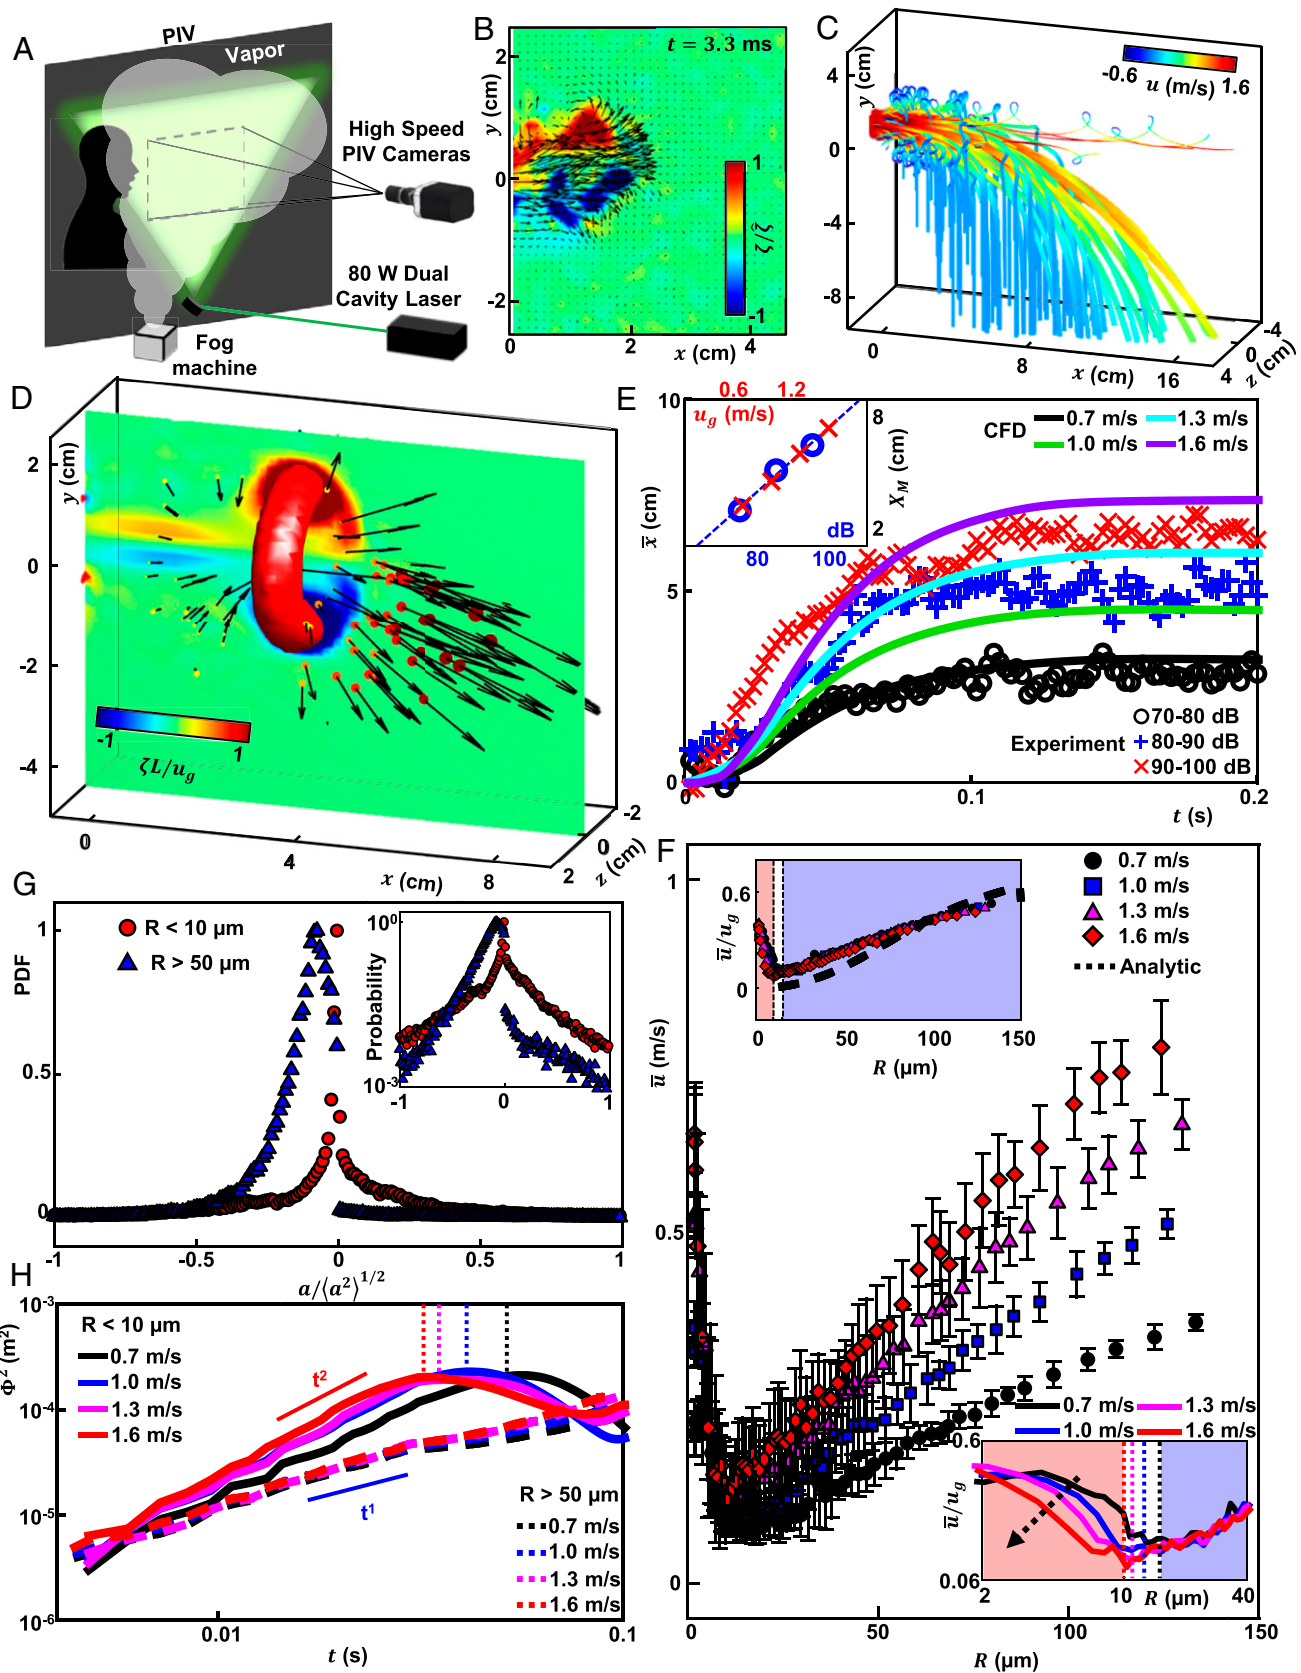 A
PIV
Vapor
High Speed
PIV Cameras
80 W Dual
Cavity Laser
Fog
machine
B
t = 3.3 ms
y (cm)
2
0
-2
1
-1
0
2
4
x (cm)
C
-0.6
u (m/s)
1.6
y (cm)
4
0
-4
-8
0
8
16
x (cm)
-4
0
4
z (cm)
D
y (cm)
2
0
-2
-4
-1
1
ζL/u_g
0
4
8
x (cm)
-2
0
2
z (cm)
E
10
5
0
x̅ (cm)
0.6
1.2
u_g (m/s)
8
2
X_M (cm)
dB
80
100
CFD
0.7 m/s
1.3 m/s
1.0 m/s
1.6 m/s
Experiment
70-80 dB
80-90 dB
90-100 dB
0
0.1
0.2
t (s)
F
1
0.5
0
u̅ (m/s)
0.6
0
u̅/u_g
0
50
100
150
R (μm)
0.7 m/s
1.0 m/s
1.3 m/s
1.6 m/s
Analytic
0.7 m/s
1.3 m/s
1.0 m/s
1.6 m/s
0.6
u̅/u_g
0.06
2
10
R (μm)
40
0
50
100
150
R (μm)
G
1
0.5
0
PDF
R < 10 μm
R > 50 μm
10⁰
10⁻³
Probability
-1
0
1
-1
-0.5
0
0.5
1
a/⟨a²⟩¹ᐟ²
H
10⁻³
10⁻⁴
10⁻⁵
10⁻⁶
Φ² (m²)
R < 10 μm
0.7 m/s
1.0 m/s
1.3 m/s
1.6 m/s
t²
t¹
R > 50 μm
0.7 m/s
1.0 m/s
1.3 m/s
1.6 m/s
0.01
0.1
t (s)